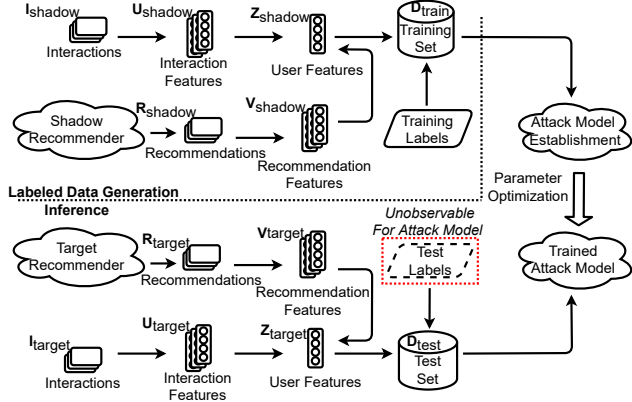 Ishadow
Interactions
Ushadow
Interaction
Features
Zshadow
User Features
Dtrain
Training
Set
Shadow
Recommender
Rshadow
Recommendations
Vshadow
Recommendation
Features
Training
Labels
Attack Model
Establishment
Parameter
Optimization
Labeled Data Generation
Inference
Target
Recommender
Rtarget
Recommendations
Vtarget
Recommendation
Features
Unobservable
For Attack Model
Test
Labels
Trained
Attack Model
Itarget
Interactions
Utarget
Interaction
Features
Ztarget
User Features
Dtest
Test
Set